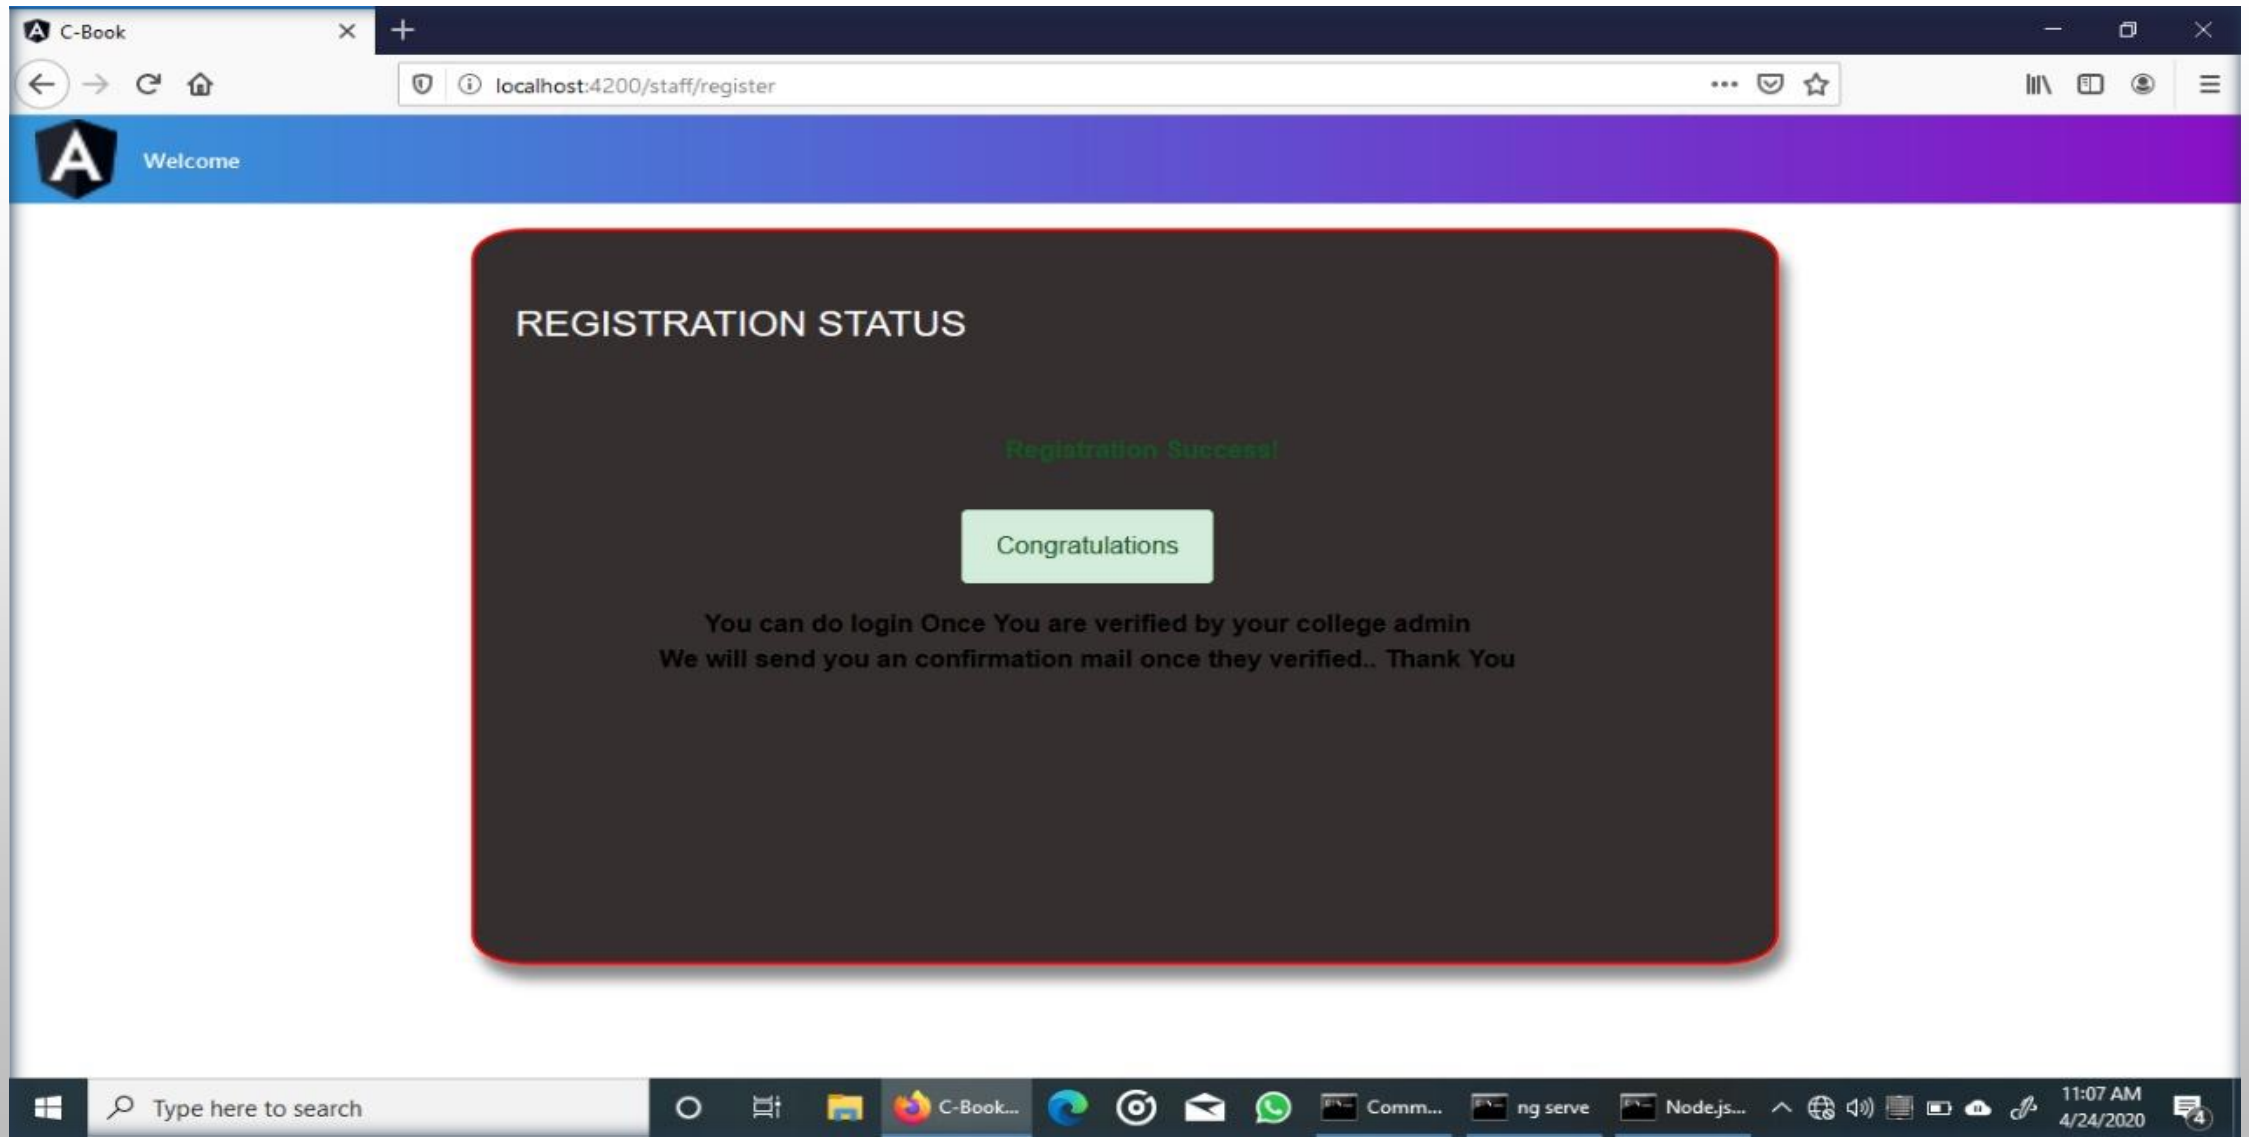 C-Book
localhost:4200/staff/register
Welcome
REGISTRATION STATUS
Registration Success!
Congratulations
You can do login Once You are verified by your college admin
We will send you an confirmation mail once they verified.. Thank You
Type here to search
C-Book...
Comm...
ng serve
Node.js...
11:07 AM
4/24/2020
4